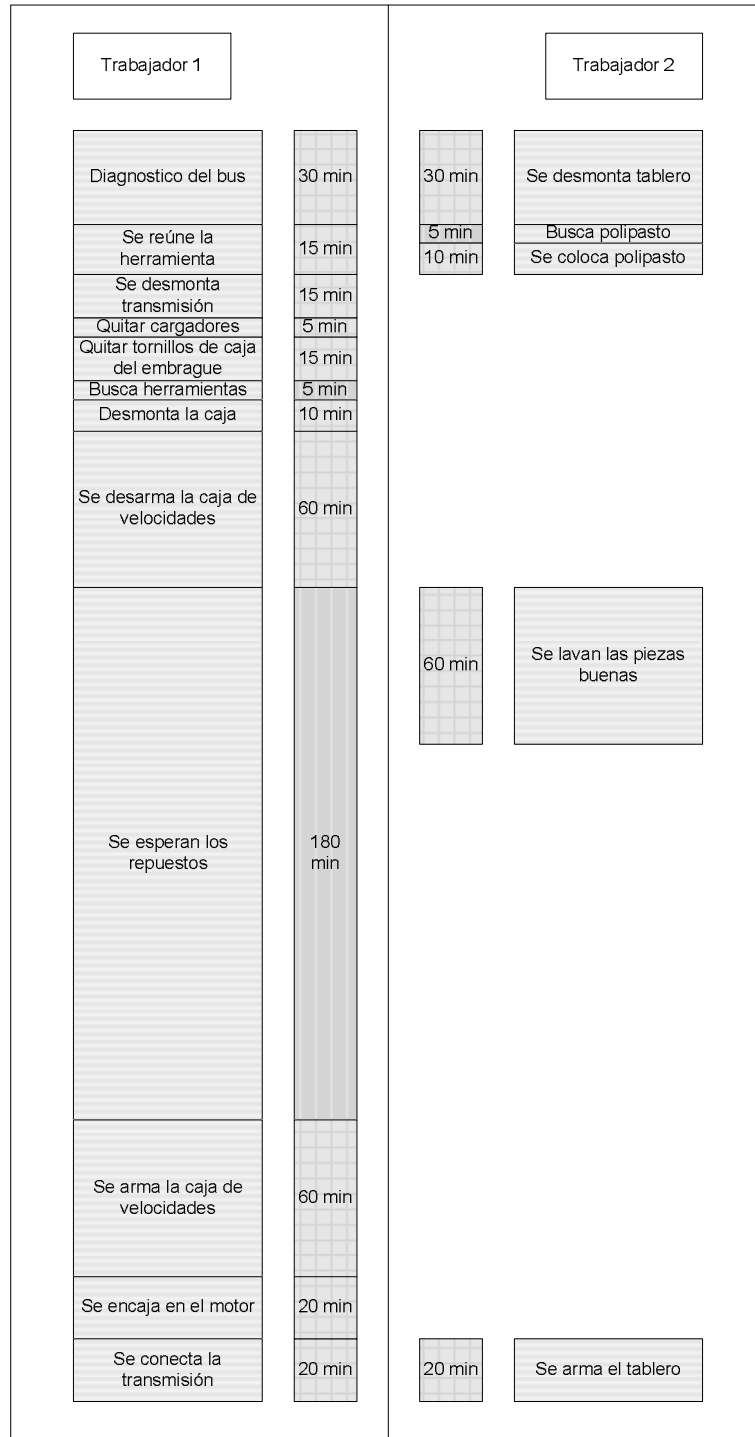 Trabajador 1
Trabajador 2
Diagnostico del bus
30 min
30 min
Se desmonta tablero
Se reúne la
herramienta
15 min
5 min
Busca polipasto
10 min
Se coloca polipasto
Se desmonta
transmisión
15 min
Quitar cargadores
5 min
Quitar tornillos de caja
del embrague
15 min
Busca herramientas
5 min
Desmonta la caja
10 min
Se desarma la caja de
velocidades
60 min
60 min
Se lavan las piezas
buenas
Se esperan los
repuestos
180
min
Se arma la caja de
velocidades
60 min
Se encaja en el motor
20 min
Se conecta la
transmisión
20 min
20 min
Se arma el tablero